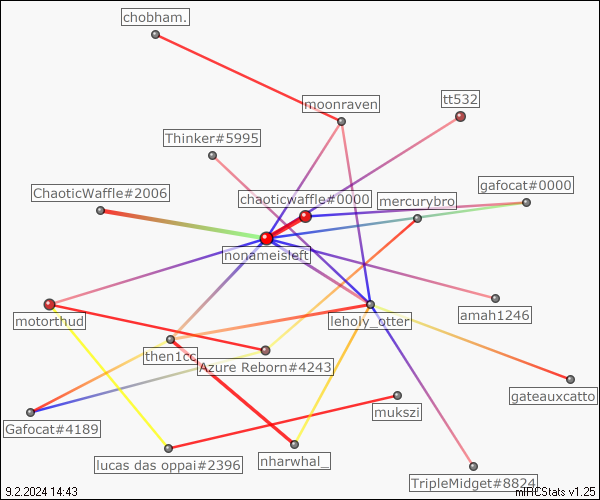 chobham.
tt532
moonraven
Thinker#5995
gafocat#0000
ChaoticWaffle#2006
chaoticwaffle#0000
mercurybro
nonameisleft
amah1246
motorthud
leholy_otter
then1cc
Azure Reborn#4243
gateauxcatto
mukszi
Gafocat#4189
lucas das oppai#2396
nharwhal_
TripleMidget#8824
9.2.2024 14:43
mIRCStats v1.25